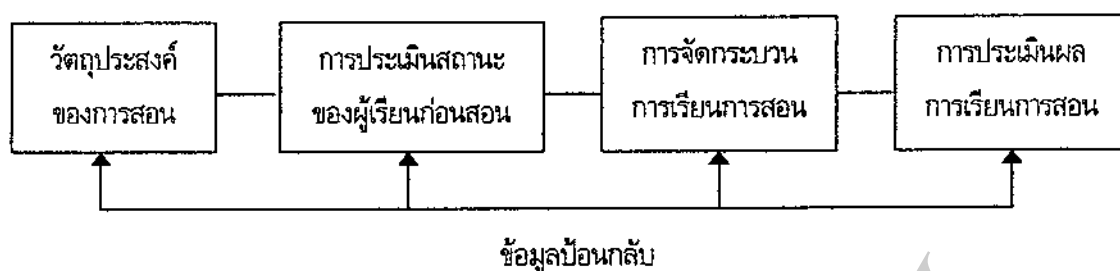 วัตถุประสงค์
ของการสอน
การประเมินสถานะ
ของผู้เรียนก่อนสอน
การจัดกระบวน
การเรียนการสอน
การประเมินผล
การเรียนการสอน
ข้อมูลป้อนกลับ